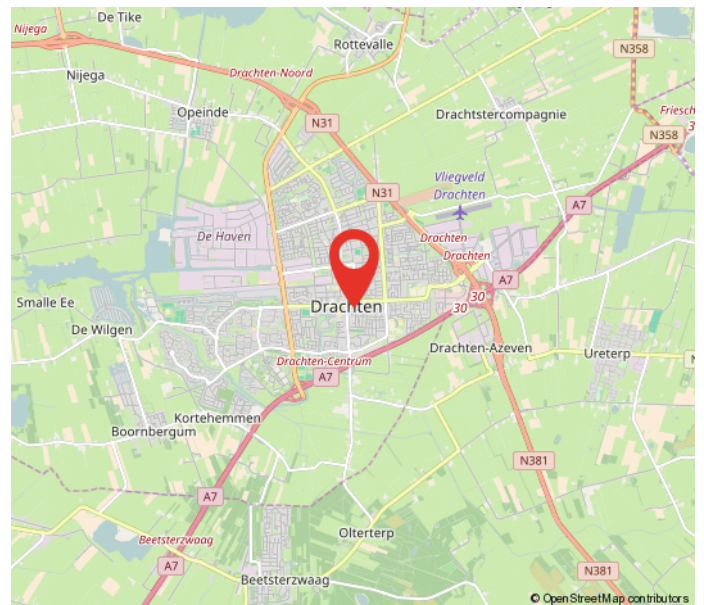 De Tike
Nijega
Rottevalle
N358
Drachten-Noord
Nijega
Opeinde
Drachtstercompagnie
Friesch
3
N31
N358
Vliegveld
Drachten
N31
A7
De Haven
Drachten
Drachten
A7
Smalle Ee
Drachten
30
30
De Wilgen
Drachten-Azeven
Ureterp
Drachten-Centrum
A7
Kortehemmen
Boornbergum
N381
A7
Olterterp
Beetsterzwaag
A7
N381
Beetsterzwaag
© OpenStreetMap contributors